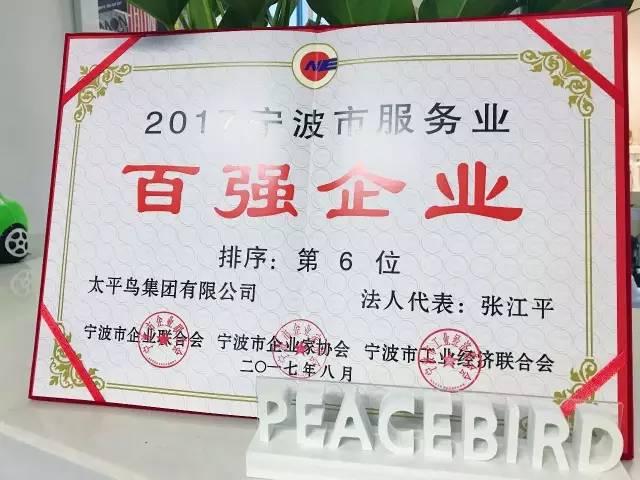 NE
2017宁波市服务业
百强企业
排序：第 6 位
太平鸟集团有限公司 法人代表：张江平
宁波市企业联合会 宁波市企业家协会 宁波市工业经济联合会
二〇一七年八月
PEACEBIRD